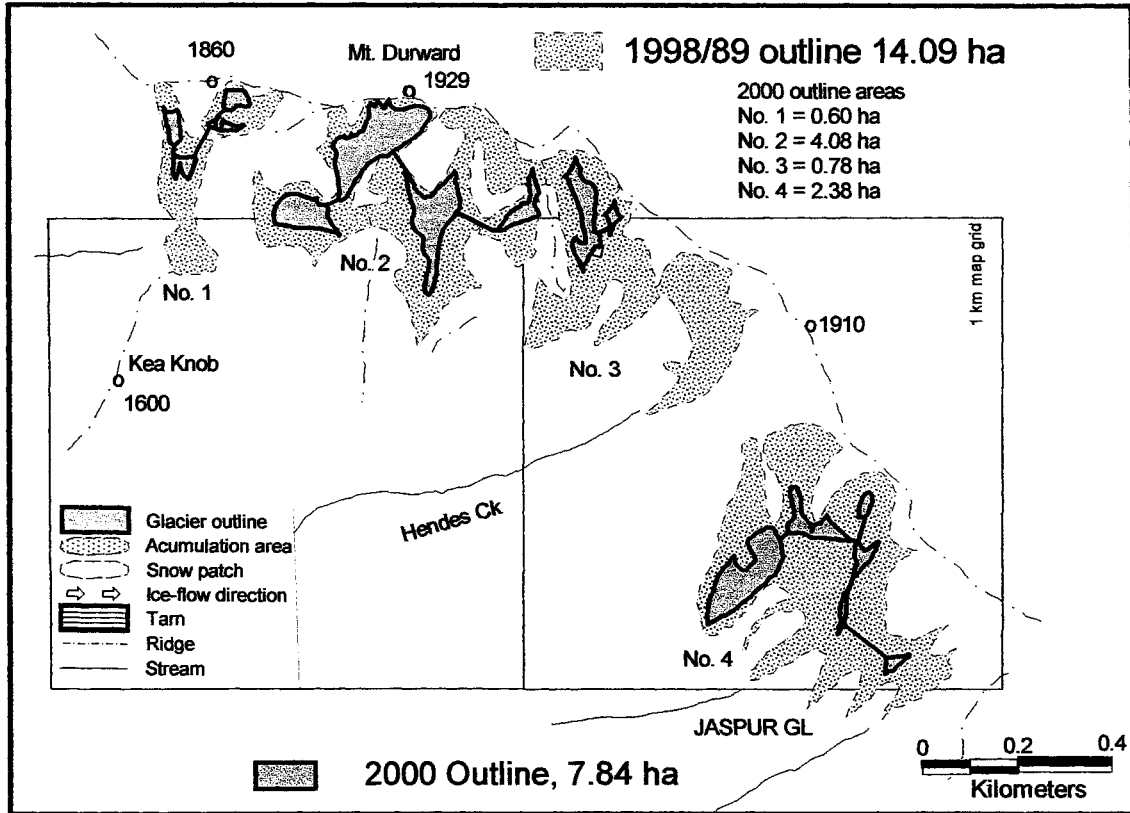 1860
Mt. Durward
1929
1998/89 outline 14.09 ha
2000 outline areas
No. 1 = 0.60 ha
No. 2 = 4.08 ha
No. 3 = 0.78 ha
No. 4 = 2.38 ha
No. 1
No. 2
1 km map grid
1910
Kea Knob
1600
No. 3
Hendes Ck
Glacier outline
Acumulation area
Snow patch
Ice-flow direction
Tarn
Ridge
Stream
No. 4
JASPUR GL
2000 Outline, 7.84 ha
0 0.2 0.4
Kilometers